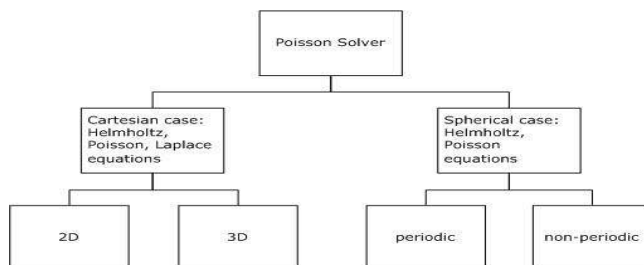 Poisson Solver
Cartesian case:
Helmholtz,
Poisson, Laplace
equations
Spherical case:
Helmholtz,
Poisson
equations
2D
3D
periodic
non-periodic